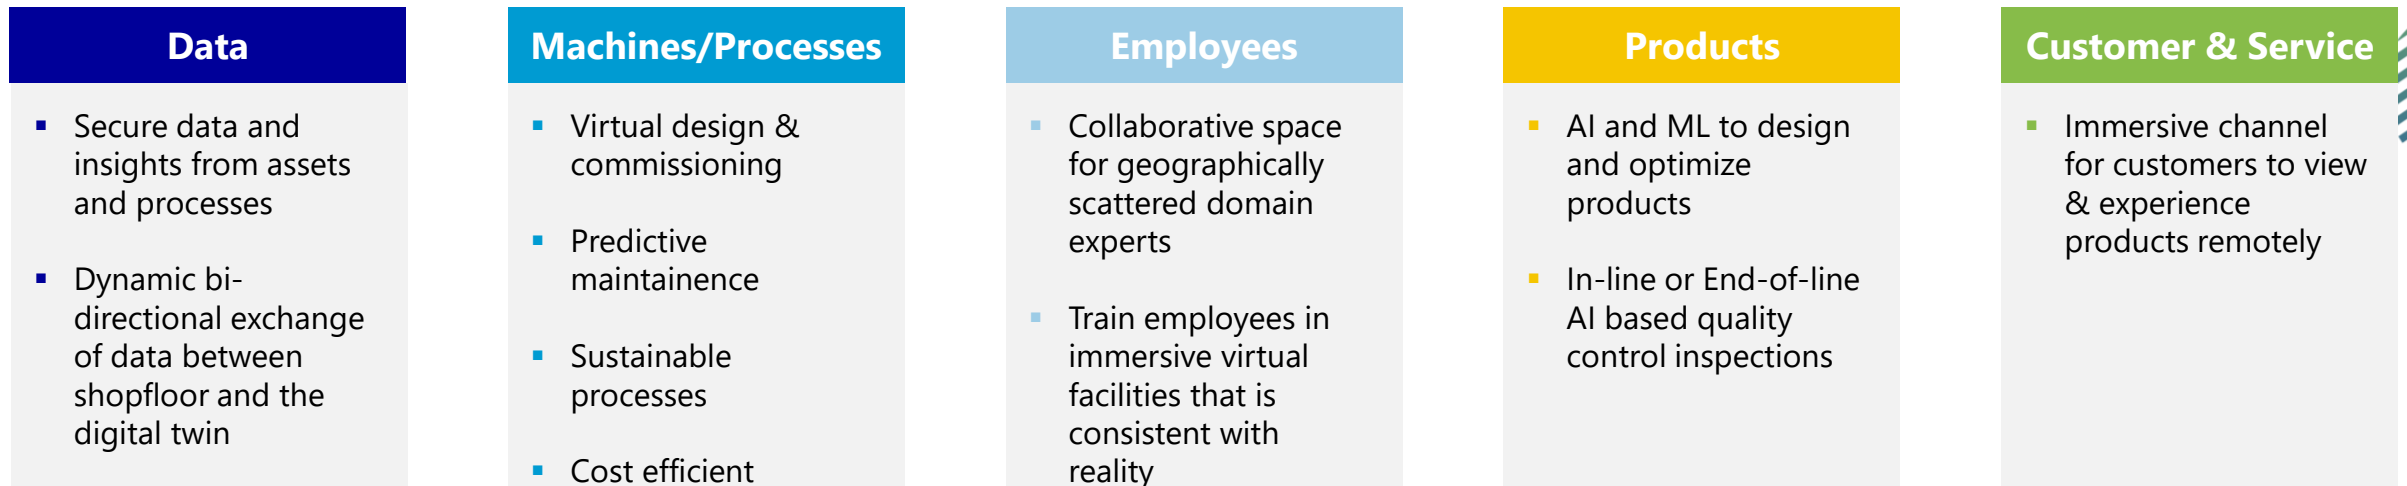 Data
Secure data and
insights from assets
and processes
Dynamic bi-
directional exchange
of data between
shopfloor and the
digital twin
Machines/Processes
Virtual design &
commissioning
Predictive
maintainence
Sustainable
processes
Cost efficient
Employees
Collaborative space
for geographically
scattered domain
experts
Train employees in
immersive virtual
facilities that is
consistent with
reality
Products
AI and ML to design
and optimize
products
In-line or End-of-line
AI based quality
control inspections
Customer & Service
Immersive channel
for customers to view
& experience
products remotely